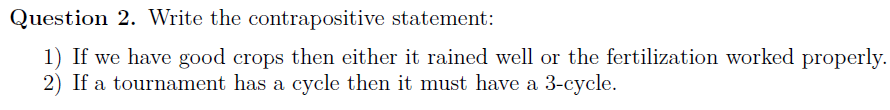 Question 2. Write the contrapositive statement:
1) If we have good crops then either it rained well or the fertilization worked properly.
2) If a tournament has a cycle then it must have a 3-cycle.